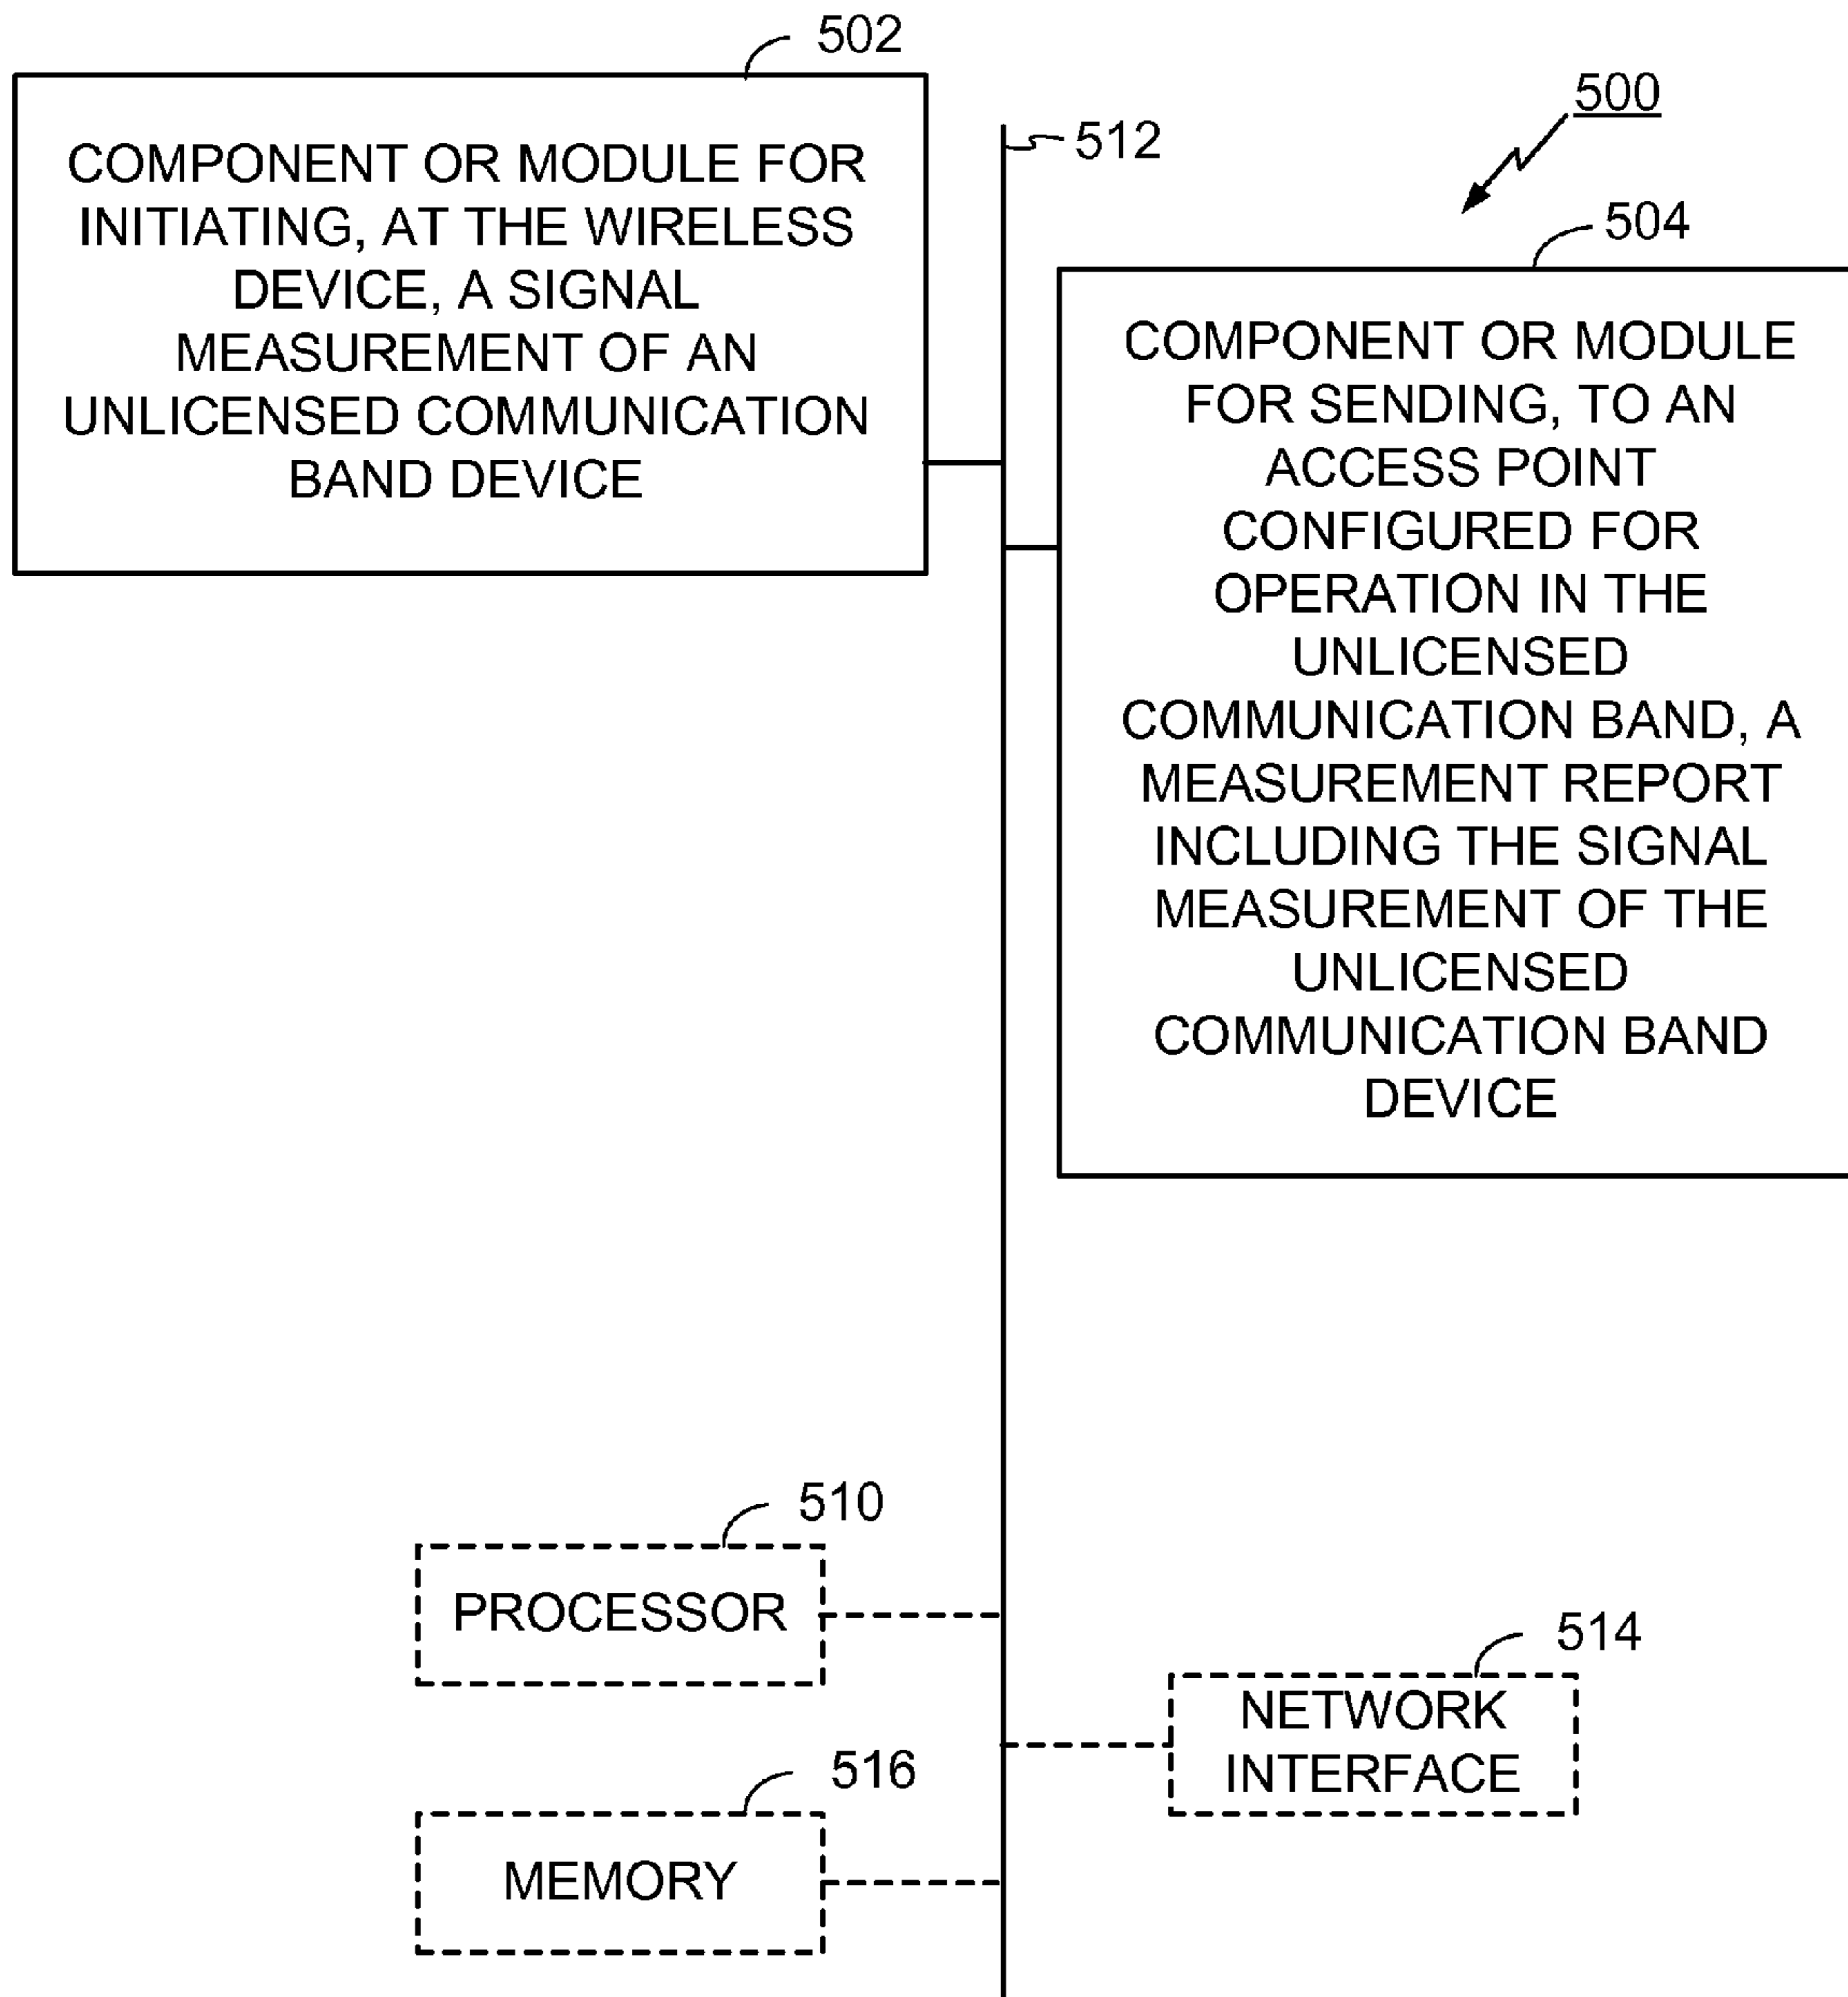 502
COMPONENT OR MODULE FOR
INITIATING, AT THE WIRELESS
DEVICE, A SIGNAL
MEASUREMENT OF AN
UNLICENSED COMMUNICATION
BAND DEVICE
512
500
504
COMPONENT OR MODULE
FOR SENDING, TO AN
ACCESS POINT
CONFIGURED FOR
OPERATION IN THE
UNLICENSED
COMMUNICATION BAND, A
MEASUREMENT REPORT
INCLUDING THE SIGNAL
MEASUREMENT OF THE
UNLICENSED
COMMUNICATION BAND
DEVICE
510
PROCESSOR
514
NETWORK
INTERFACE
516
MEMORY